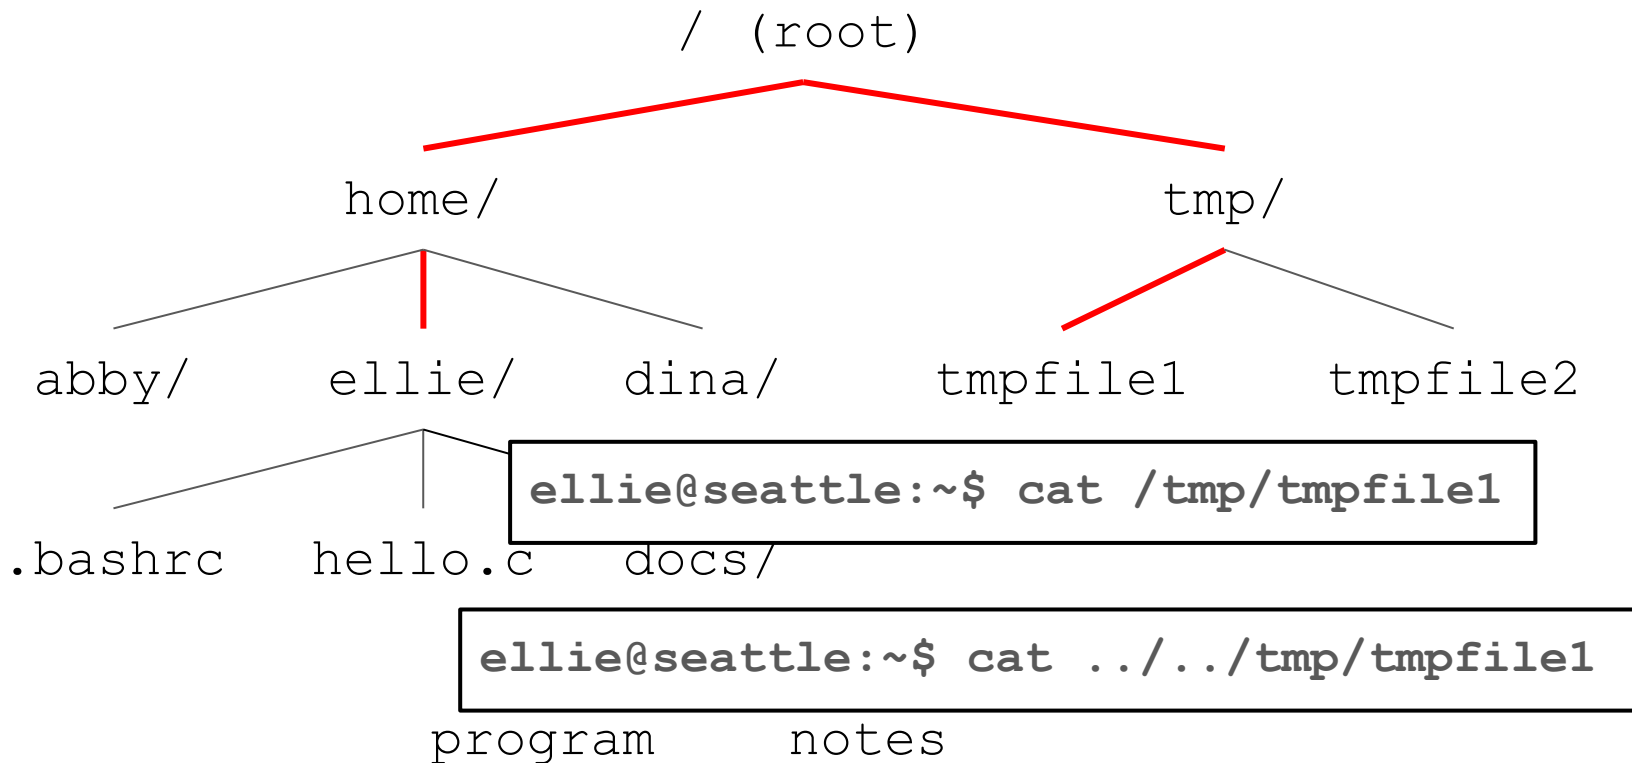 / (root)
home/ tmp/
abby/ ellie/ dina/ tmpfile1 tmpfile2
ellie@seattle:~$ cat /tmp/tmpfile1
.bashrc hello.c docs/
ellie@seattle:~$ cat ../../tmp/tmpfile1
program notes